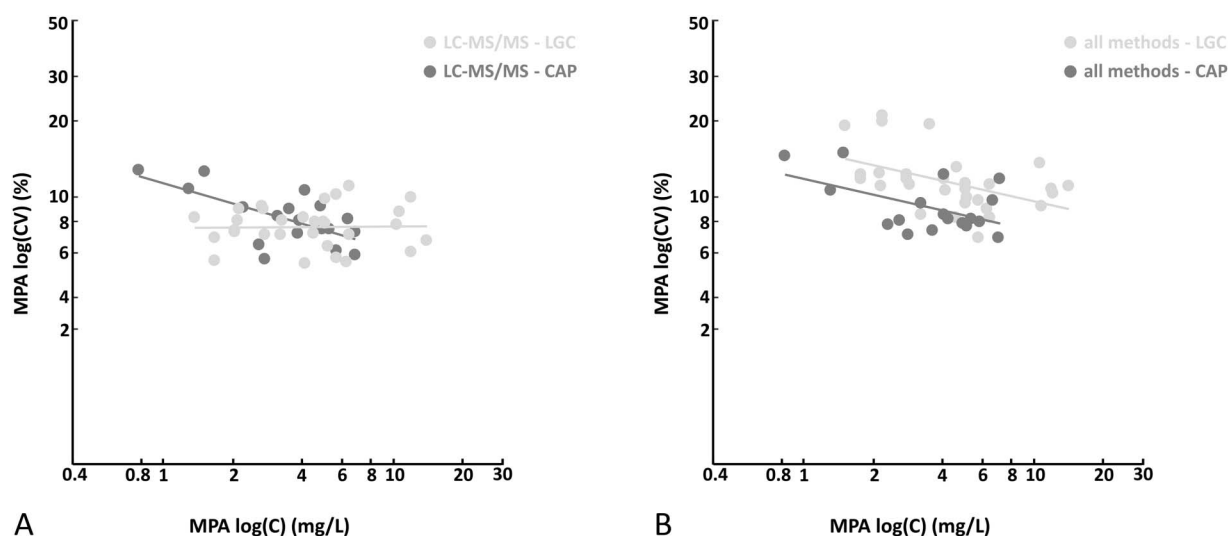 50
30
20
10
8
6
4
2
MPA log(CV) (%)
LC-MS/MS - LGC
LC-MS/MS - CAP
0.4 0.8 1 2 4 6 8 10 20 30
MPA log(C) (mg/L)
A
50
30
20
10
8
6
4
2
MPA log(CV) (%)
all methods - LGC
all methods - CAP
0.4 0.8 1 2 4 6 8 10 20 30
MPA log(C) (mg/L)
B